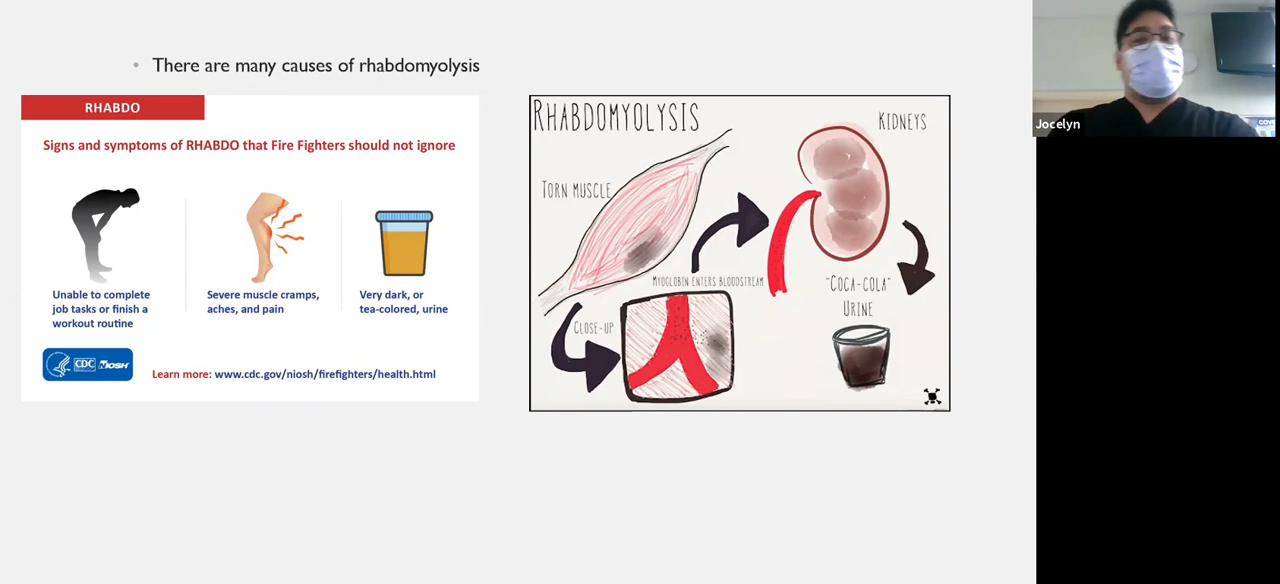 • There are many causes of rhabdomyolysis
RHABDO
Signs and symptoms of RHABDO that Fire Fighters should not ignore
Unable to complete
job tasks or finish a
workout routine
Severe muscle cramps,
aches, and pain
Very dark, or
tea-colored, urine
CDC NIOSH
Learn more: www.cdc.gov/niosh/firefighters/health.html
RHABDOMYOLYSIS
KIDNEYS
TORN MUSCLE
MYOGLOBIN ENTERS BLOODSTREAM
"COCA-COLA"
URINE
CLOSE-UP
Jocelyn